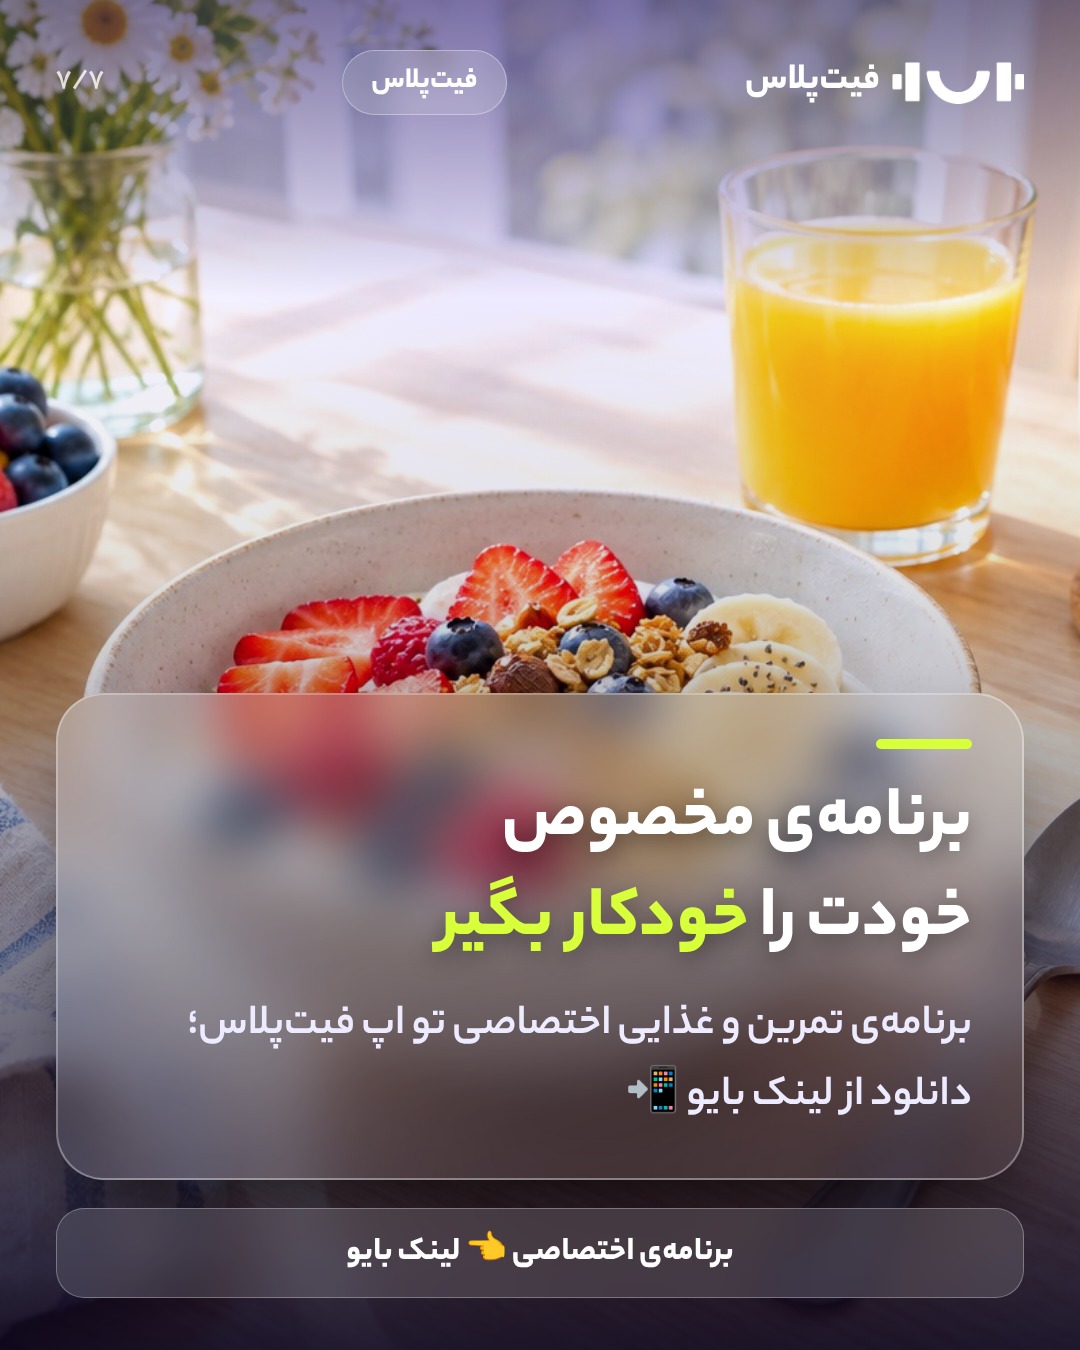 فیت‌پلاس
فیت‌پلاس
۷/۷
برنامه‌ی مخصوص
خودت را خودکار بگیر
برنامه‌ی تمرین و غذایی اختصاصی تو اپ فیت‌پلاس؛
دانلود از لینک بایو 📲
برنامه‌ی اختصاصی 👈 لینک بایو